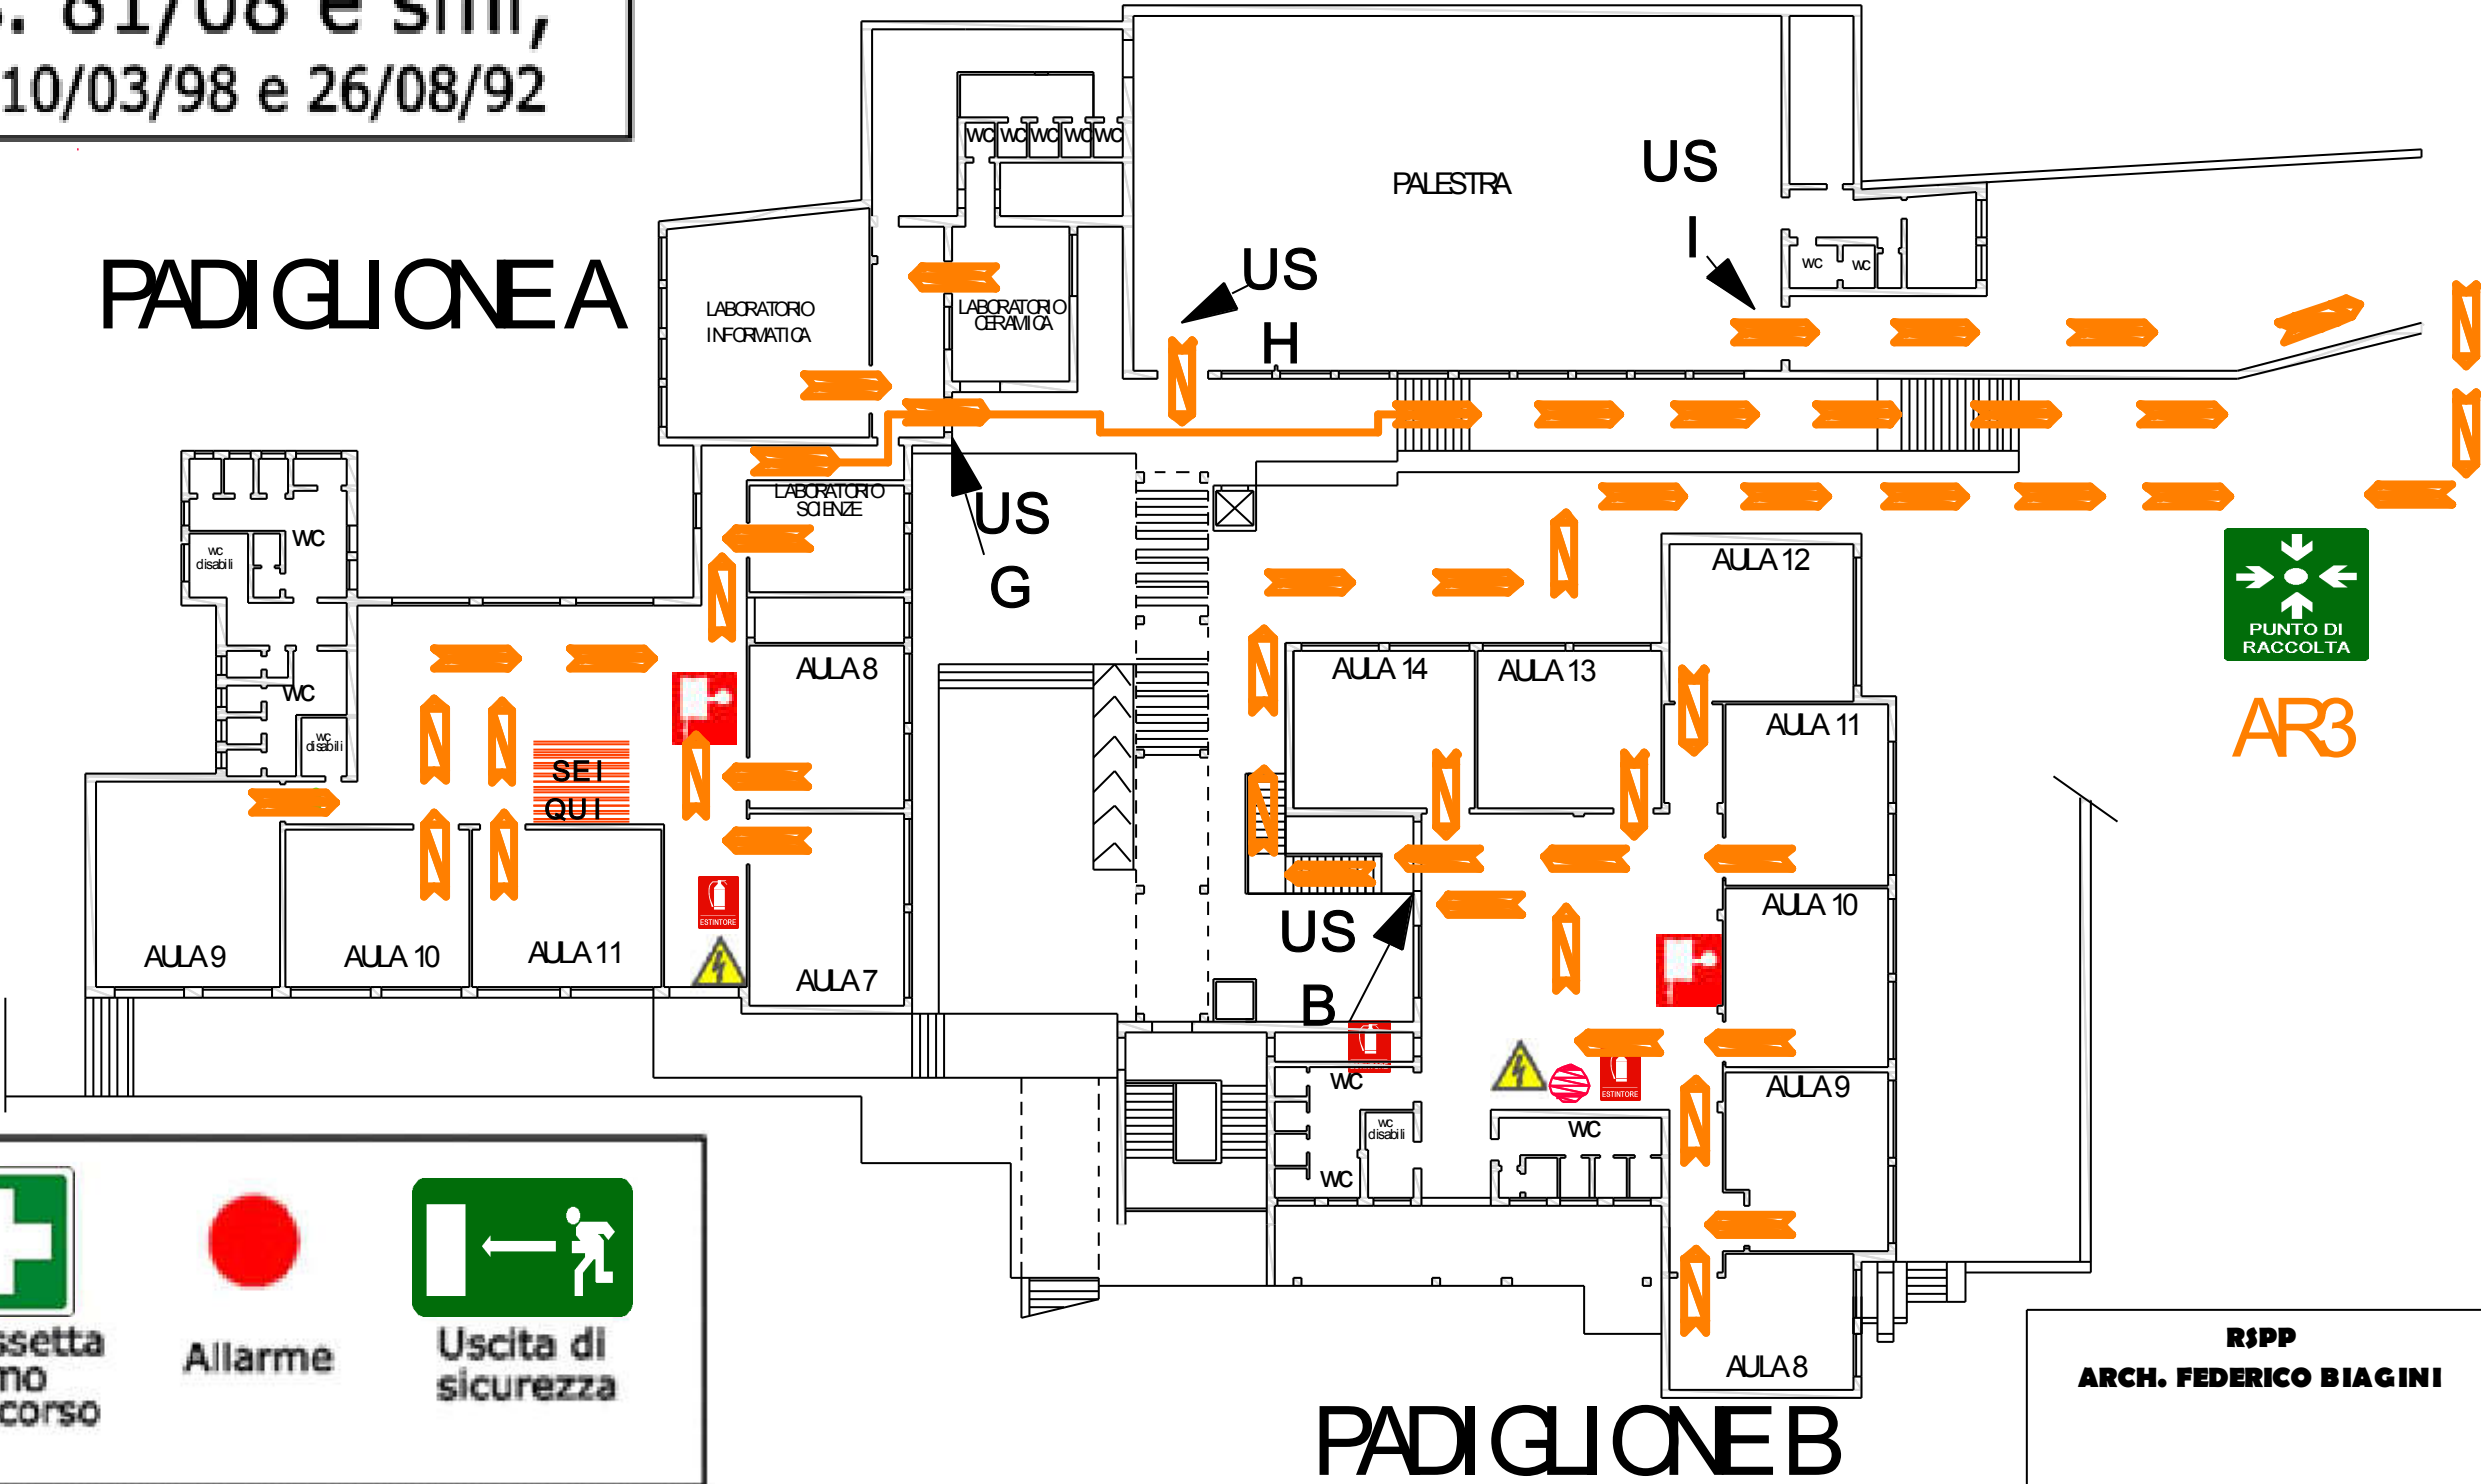 . 81/08 e smi,
10/03/98 e 26/08/92
PADIGLIONE A
WC WC WC WC WC
PALESTRA
US
I
US
H
wc wc
LABORATORIO
INFORMATICA
LABORATORIO
CERAMICA
LABORATORIO
SCIENZE
US
G
WC
wc
disabili
WC
wc
disabili
SEI
QUI
AULA 8
AULA 9
AULA 10
AULA 11
AULA 7
ESTINTORE
AULA 12
AULA 14
AULA 13
AULA 11
AULA 10
AULA 9
AULA 8
US
B
WC
wc
disabili
WC
WC
ESTINTORE
PUNTO DI
RACCOLTA
AR3
ssetta
no
corso
Allarme
Uscita di
sicurezza
PADIGLIONE B
RSPP
ARCH. FEDERICO BIAGINI